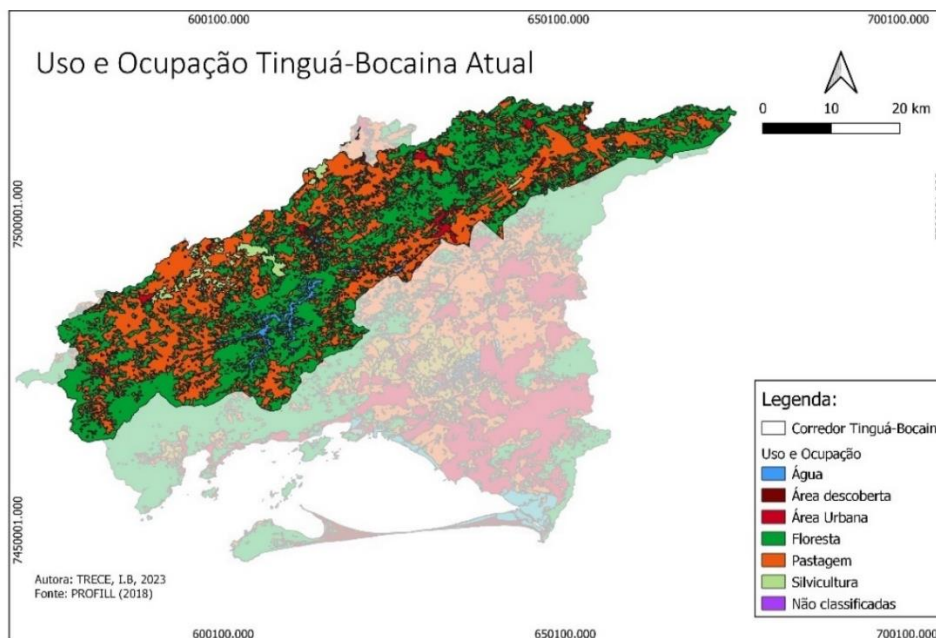 600100.000 650100.000 700100.000
Uso e Ocupação Tinguá-Bocaina Atual
0 10 20 km
7500001.000
7450001.000
Legenda:
Corredor Tinguá-Bocain
Uso e Ocupação
Água
Área descoberta
Área Urbana
Floresta
Pastagem
Silvicultura
Não classificadas
Autora: TRECE, I.B, 2023
Fonte: PROFILL (2018)
600100.000 650100.000 700100.000